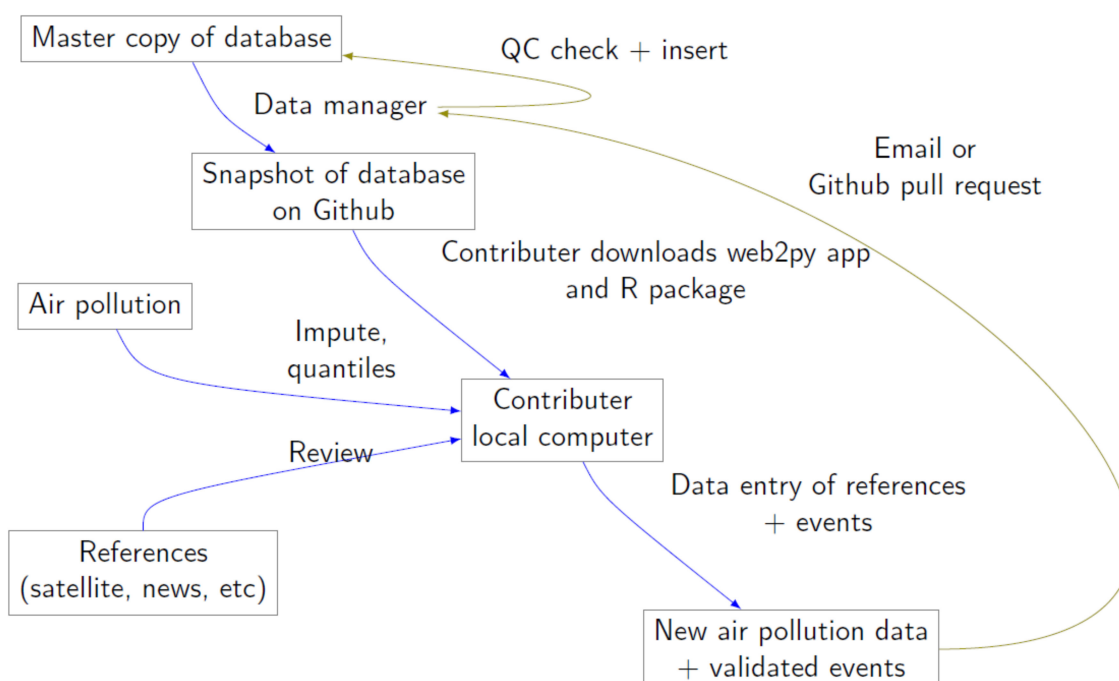 Master copy of database
QC check + insert
Data manager
Email or
Github pull request
Snapshot of database
on Github
Contributer downloads web2py app
and R package
Air pollution
Impute,
quantiles
Contributer
local computer
Review
Data entry of references
+ events
References
(satellite, news, etc)
New air pollution data
+ validated events